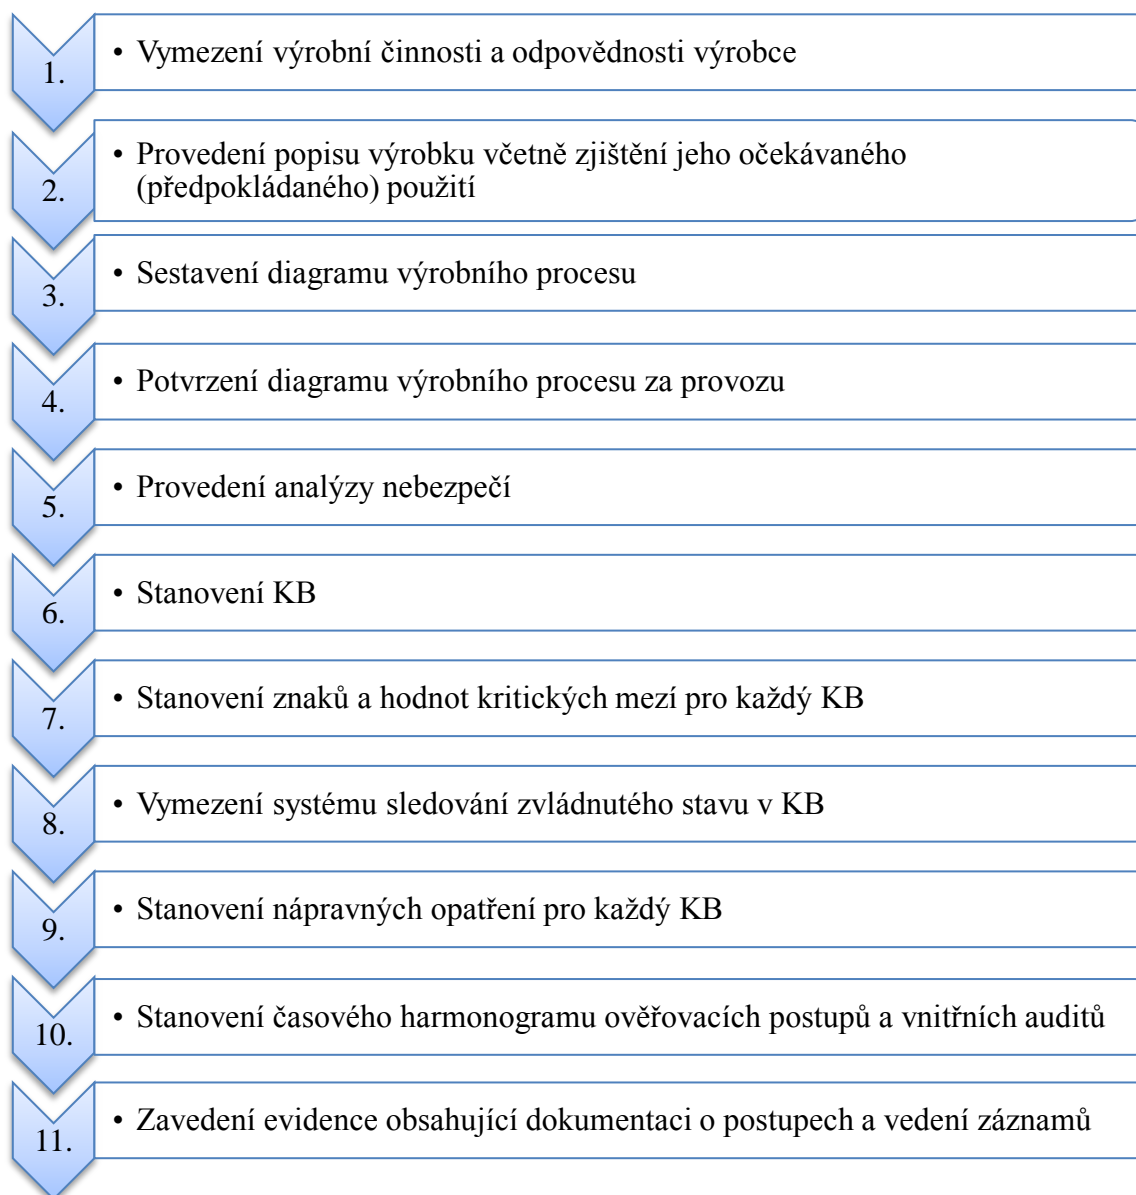 1.
• Vymezení výrobní činnosti a odpovědnosti výrobce
2.
• Provedení popisu výrobku včetně zjištění jeho očekávaného
(předpokládaného) použití
3.
• Sestavení diagramu výrobního procesu
4.
• Potvrzení diagramu výrobního procesu za provozu
5.
• Provedení analýzy nebezpečí
6.
• Stanovení KB
7.
• Stanovení znaků a hodnot kritických mezí pro každý KB
8.
• Vymezení systému sledování zvládnutého stavu v KB
9.
• Stanovení nápravných opatření pro každý KB
10.
• Stanovení časového harmonogramu ověřovacích postupů a vnitřních auditů
11.
• Zavedení evidence obsahující dokumentaci o postupech a vedení záznamů